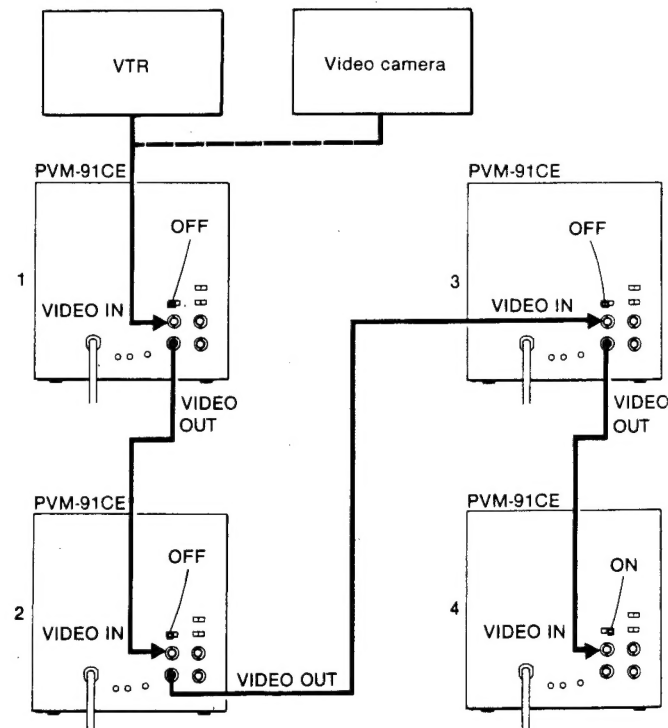 VTR
Video camera
PVM-91CE
OFF
1
VIDEO IN
VIDEO
OUT
PVM-91CE
OFF
2
VIDEO IN
VIDEO OUT
PVM-91CE
OFF
3
VIDEO IN
VIDEO
OUT
PVM-91CE
ON
4
VIDEO IN